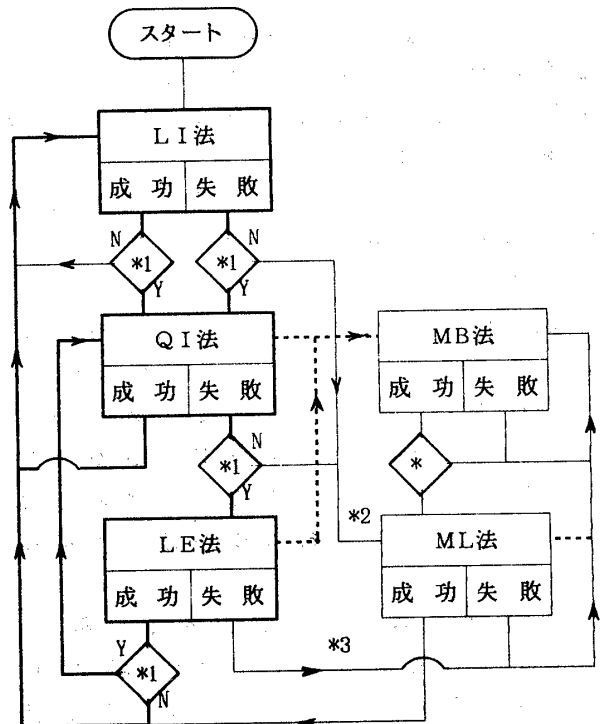 スタート
LI法
成功 失敗
N N
*1 *1
Y Y
QI法 MB法
成功 失敗 成功 失敗
N
*1 *
Y
*2
LE法 ML法
成功 失敗 成功 失敗
*3
Y
*1
N